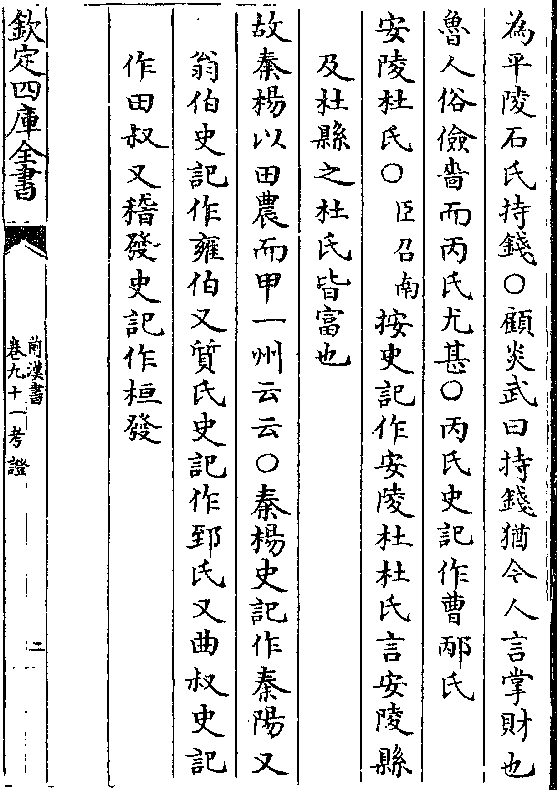 為平陵石氏持錢○顧炎武曰持錢猶今人言掌財也
魯人俗儉嗇而丙氏尤甚○丙氏史記作曹邴氏
安陵杜氏○臣召南按史記作安陵杜杜氏言安陵縣
及杜縣之杜氏皆富也
故秦楊以田農而甲一州云云○秦楊史記作秦陽又
翁伯史記作雍伯又質氏史記作郅氏又曲叔史記
作田叔又稽發史記作桓發
欽定四庫全書
前漢書
卷九十一考證
二